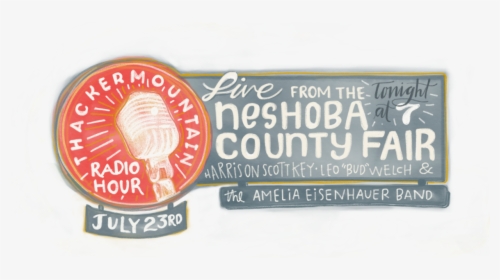 THACKER MOUNTAIN
RADIO
HOUR
JULY 23RD
Live FROM THE
Neshoba
COUNTY FAIR
Tonight
at 7
HARRISON SCOTT KEY · LEO "BUD" WELCH &
the AMELIA EISENHAUER BAND